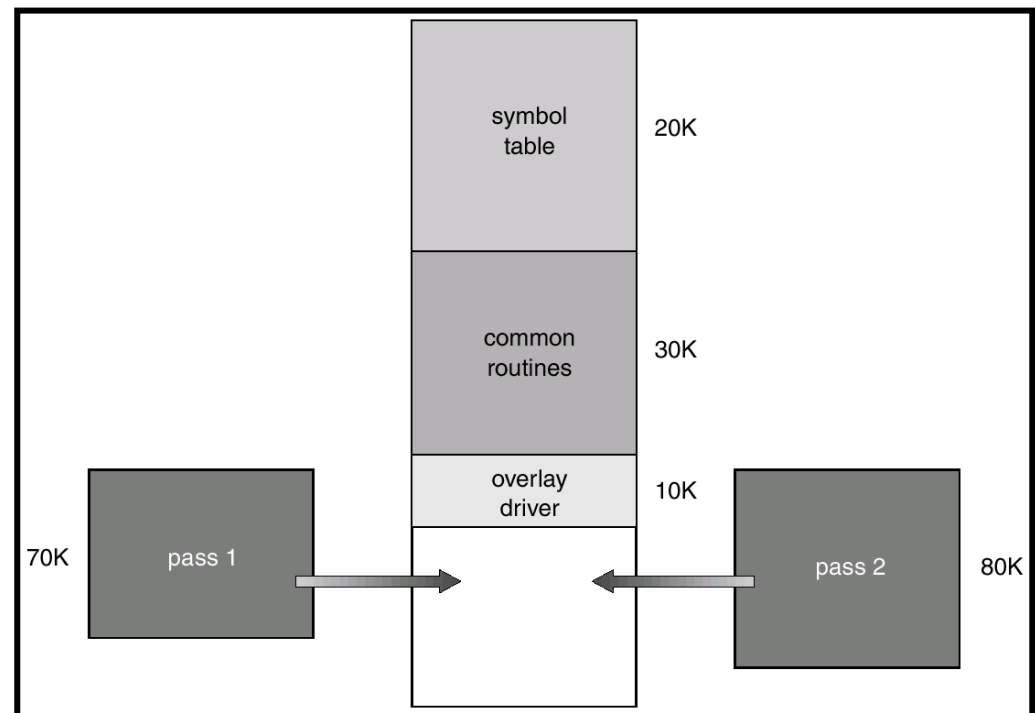 symbol
table
20K
common
routines
30K
overlay
driver
10K
70K
pass 1
pass 2
80K